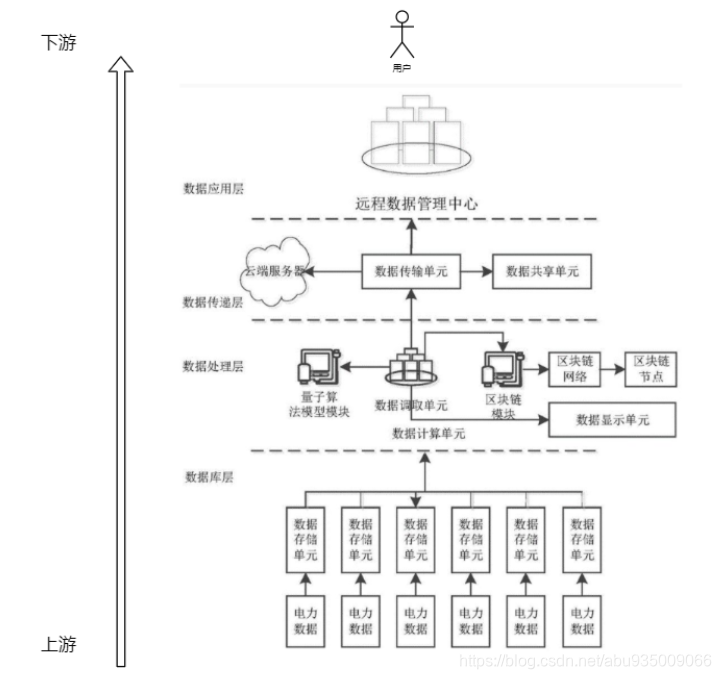 下游
用户
数据应用层
远程数据管理中心
云端服务器
数据传输单元
数据共享单元
数据传递层
数据处理层
量子算
法模型模块
数据调取单元
区块链
模块
区块链
网络
区块链
节点
数据显示单元
数据计算单元
数据库层
数据
存储
单元
数据
存储
单元
数据
存储
单元
数据
存储
单元
数据
存储
单元
数据
存储
单元
电力
数据
电力
数据
电力
数据
电力
数据
电力
数据
电力
数据
上游
https://blog.csdn.net/abu935009066